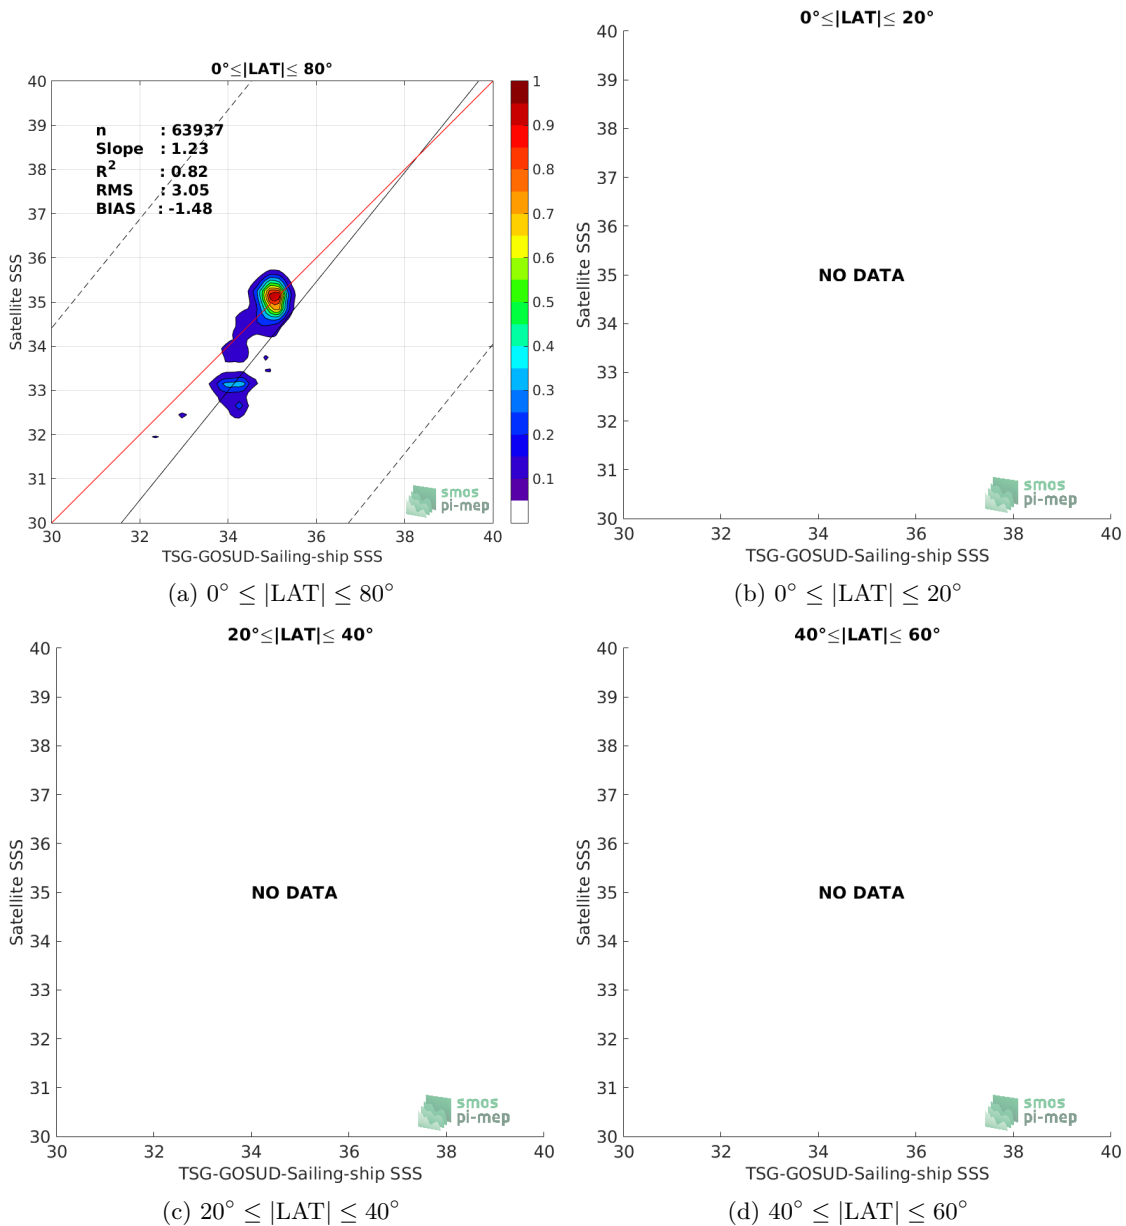 0°≤|LAT|≤ 80°
40
39
38
37
36
35
34
33
32
31
30
Satellite SSS
n : 63937
Slope : 1.23
R2 : 0.82
RMS : 3.05
BIAS : -1.48
1
0.9
0.8
0.7
0.6
0.5
0.4
0.3
0.2
0.1
smos
pi-mep
30 32 34 36 38 40
TSG-GOSUD-Sailing-ship SSS
(a) 0° ≤ |LAT| ≤ 80°
0°≤|LAT|≤ 20°
40
39
38
37
36
35
34
33
32
31
30
Satellite SSS
NO DATA
smos
pi-mep
30 32 34 36 38 40
TSG-GOSUD-Sailing-ship SSS
(b) 0° ≤ |LAT| ≤ 20°
20°≤|LAT|≤ 40°
40
39
38
37
36
35
34
33
32
31
30
Satellite SSS
NO DATA
smos
pi-mep
30 32 34 36 38 40
TSG-GOSUD-Sailing-ship SSS
(c) 20° ≤ |LAT| ≤ 40°
40°≤|LAT|≤ 60°
40
39
38
37
36
35
34
33
32
31
30
Satellite SSS
NO DATA
smos
pi-mep
30 32 34 36 38 40
TSG-GOSUD-Sailing-ship SSS
(d) 40° ≤ |LAT| ≤ 60°